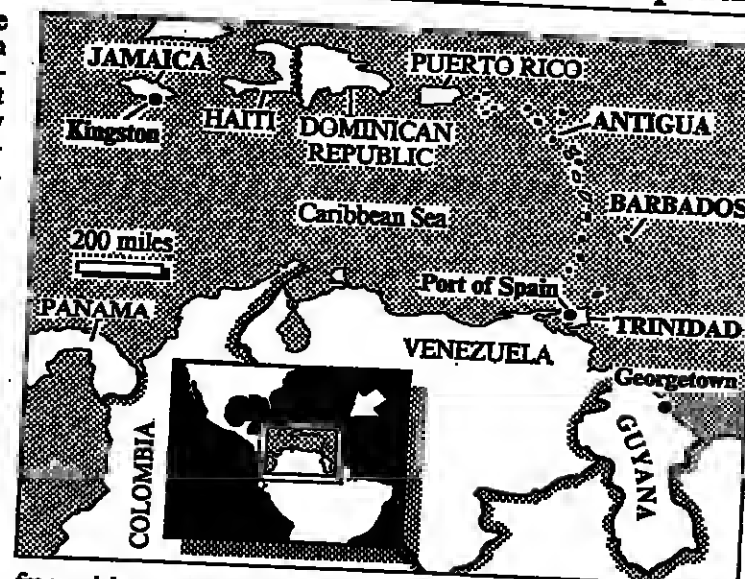 JAMAICA
Kingston
HAITI
DOMINICAN
REPUBLIC
PUERTO RICO
ANTIGUA
BARBADOS
Caribbean Sea
200 miles
Port of Spain
TRINIDAD
PANAMA
VENEZUELA
Georgetown
COLOMBIA
GUYANA